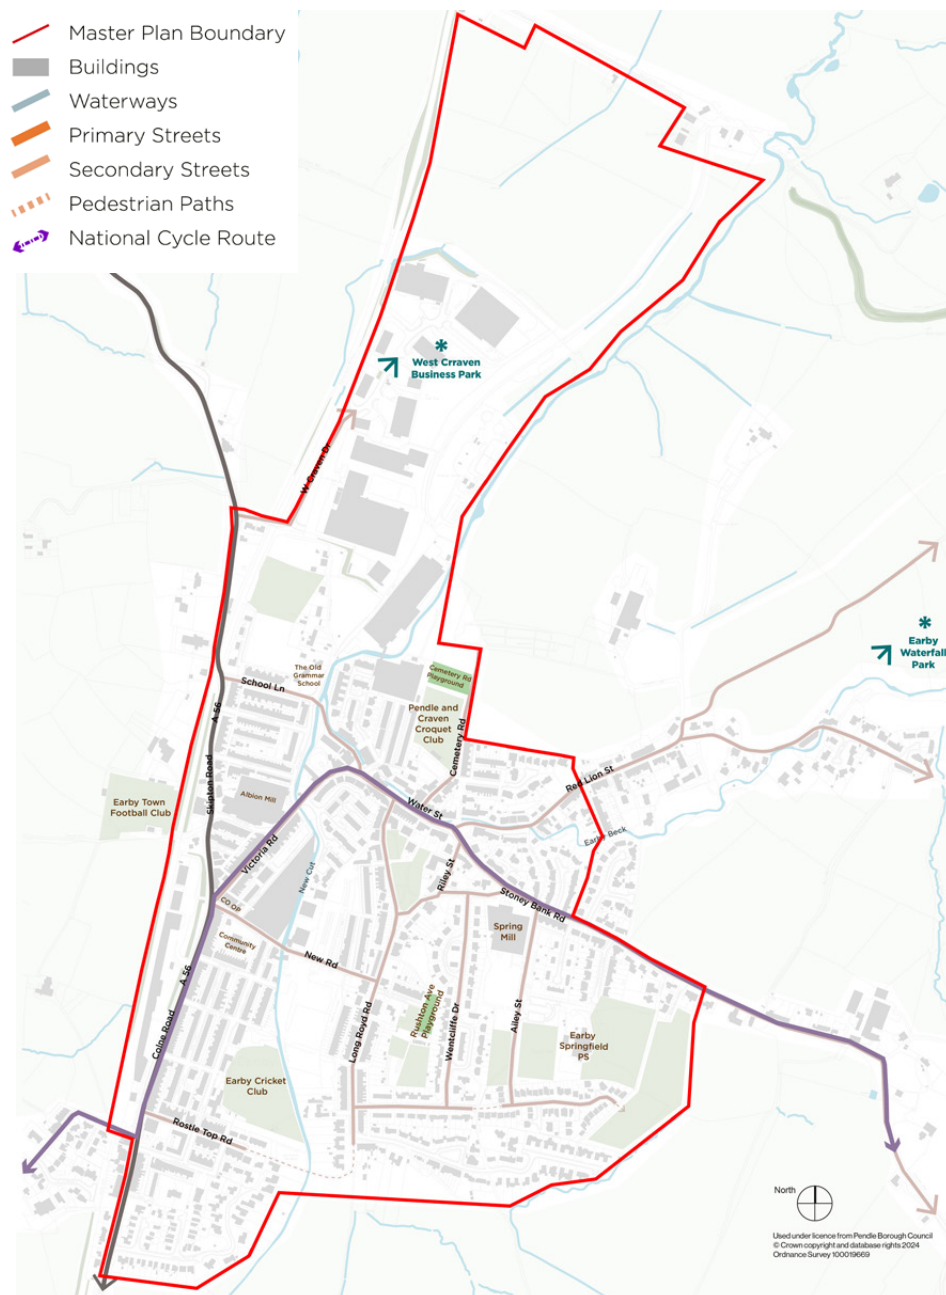 Master Plan Boundary
Buildings
Waterways
Primary Streets
Secondary Streets
Pedestrian Paths
National Cycle Route
West Crraven
Business Park
W Craven Dr
Earby
Waterfall
Park
The Old
Grammar
School
Cemetery Rd
Playground
School Ln
Pendle and
Craven
Croquet
Club
A 56
Cemetery Rd
Skipton Road
Red Lion St
Albion Mill
Earby Town
Football Club
Water St
Earby Beck
Victoria Rd
New Cut
Riley St
Stoney Bank Rd
CO OP
Spring
Mill
Community
Centre
New Rd
A 56
Rushton Ave
Playground
Ailey St
Long Royd Rd
Wentcliffe Dr
Colne Road
Earby
Springfield
PS
Earby Cricket
Club
Rostle Top Rd
North
Used under licence from Pendle Borough Council
© Crown copyright and database rights 2024
Ordnance Survey 100019669